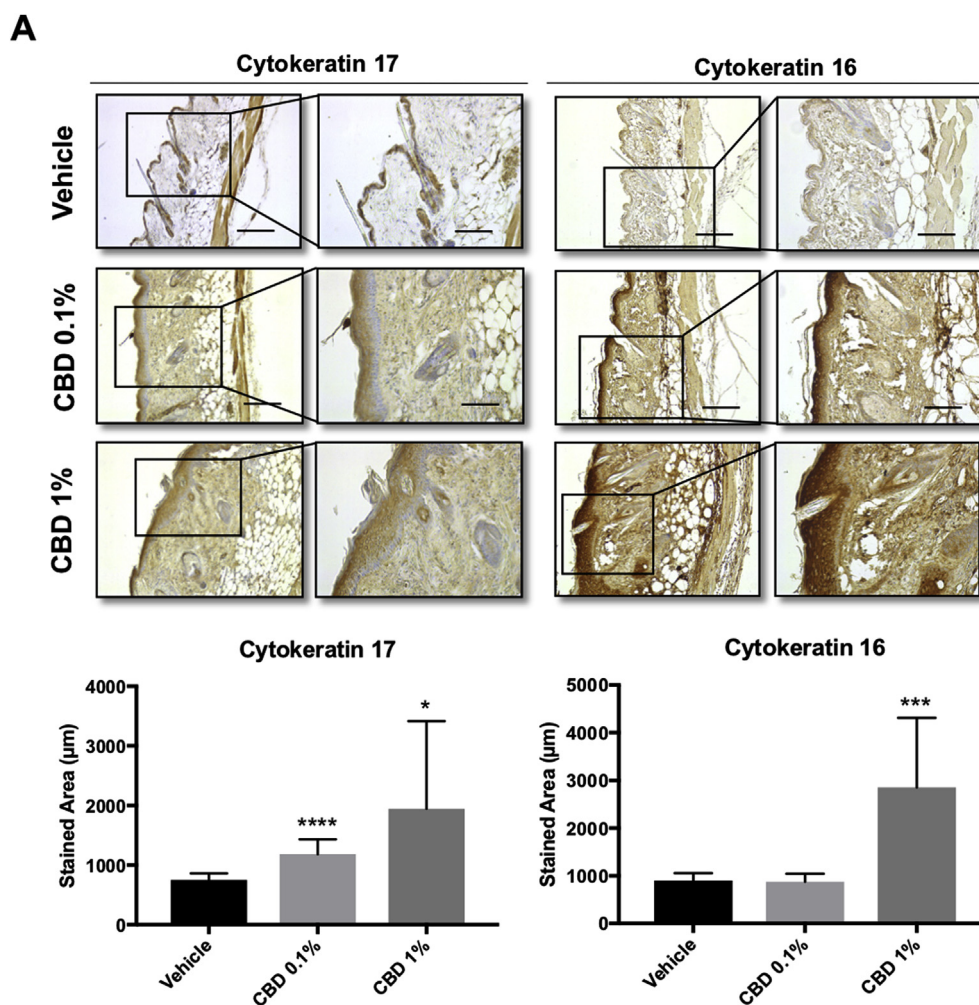 A
Cytokeratin 17
Cytokeratin 16
Vehicle
CBD 0.1%
CBD 1%
Cytokeratin 17
Stained Area (µm)
4000
3000
2000
1000
0
****
*
Vehicle
CBD 0.1%
CBD 1%
Cytokeratin 16
Stained Area (µm)
5000
4000
3000
2000
1000
0
***
Vehicle
CBD 0.1%
CBD 1%